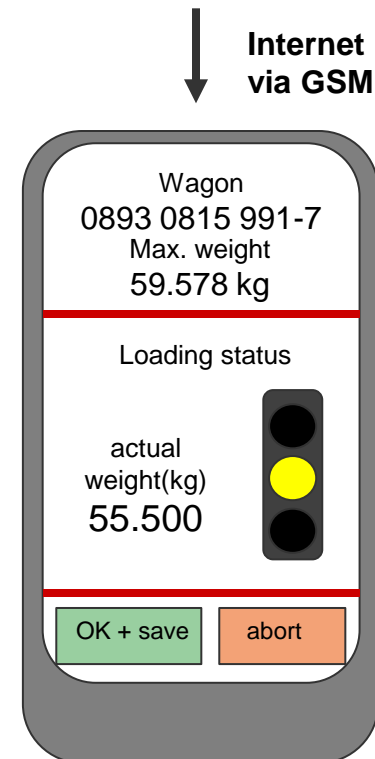 Internet
via GSM
Wagon
0893 0815 991-7
Max. weight
59.578 kg
Loading status
actual
weight(kg)
55.500
OK + save
abort